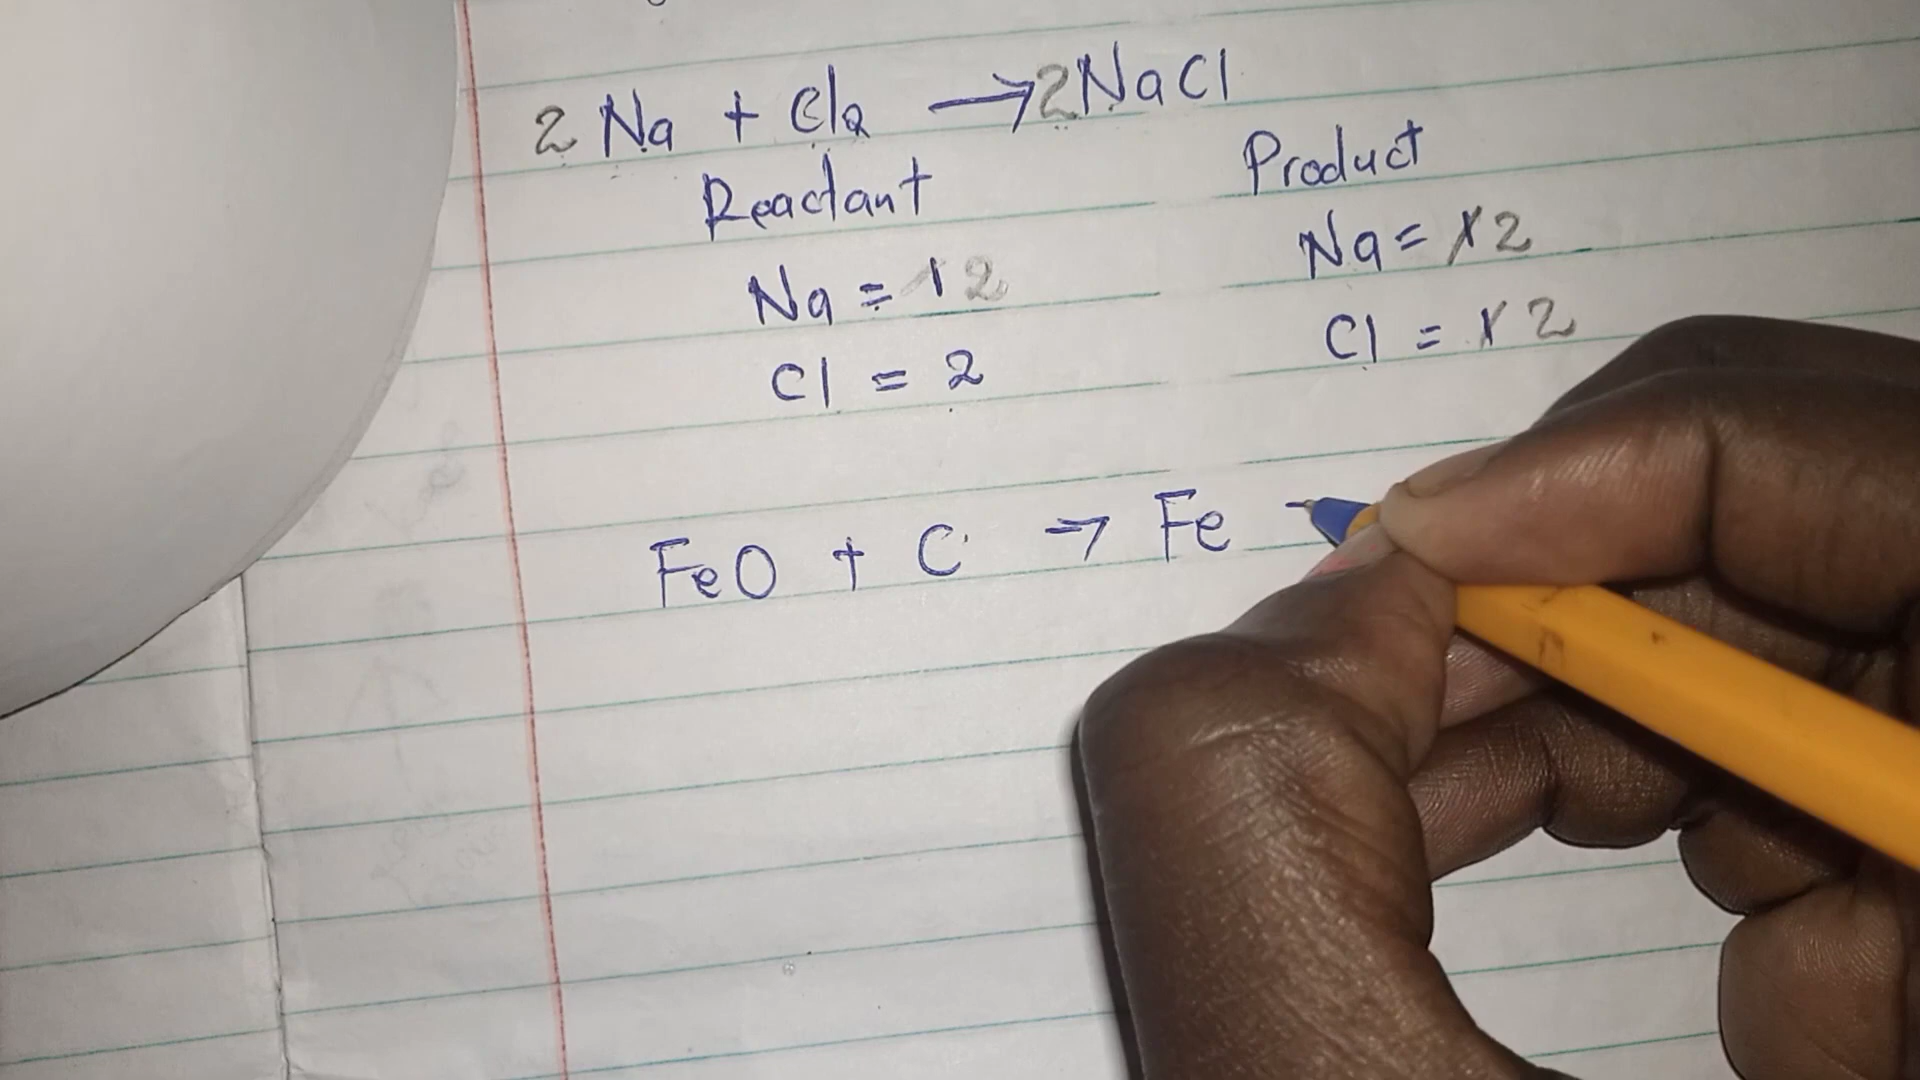 2 Na + Cl₂ → 2NaCl
Reactant Product
Na = 1 2 Na = 1 2
Cl = 2 Cl = 1 2
FeO + C → Fe -